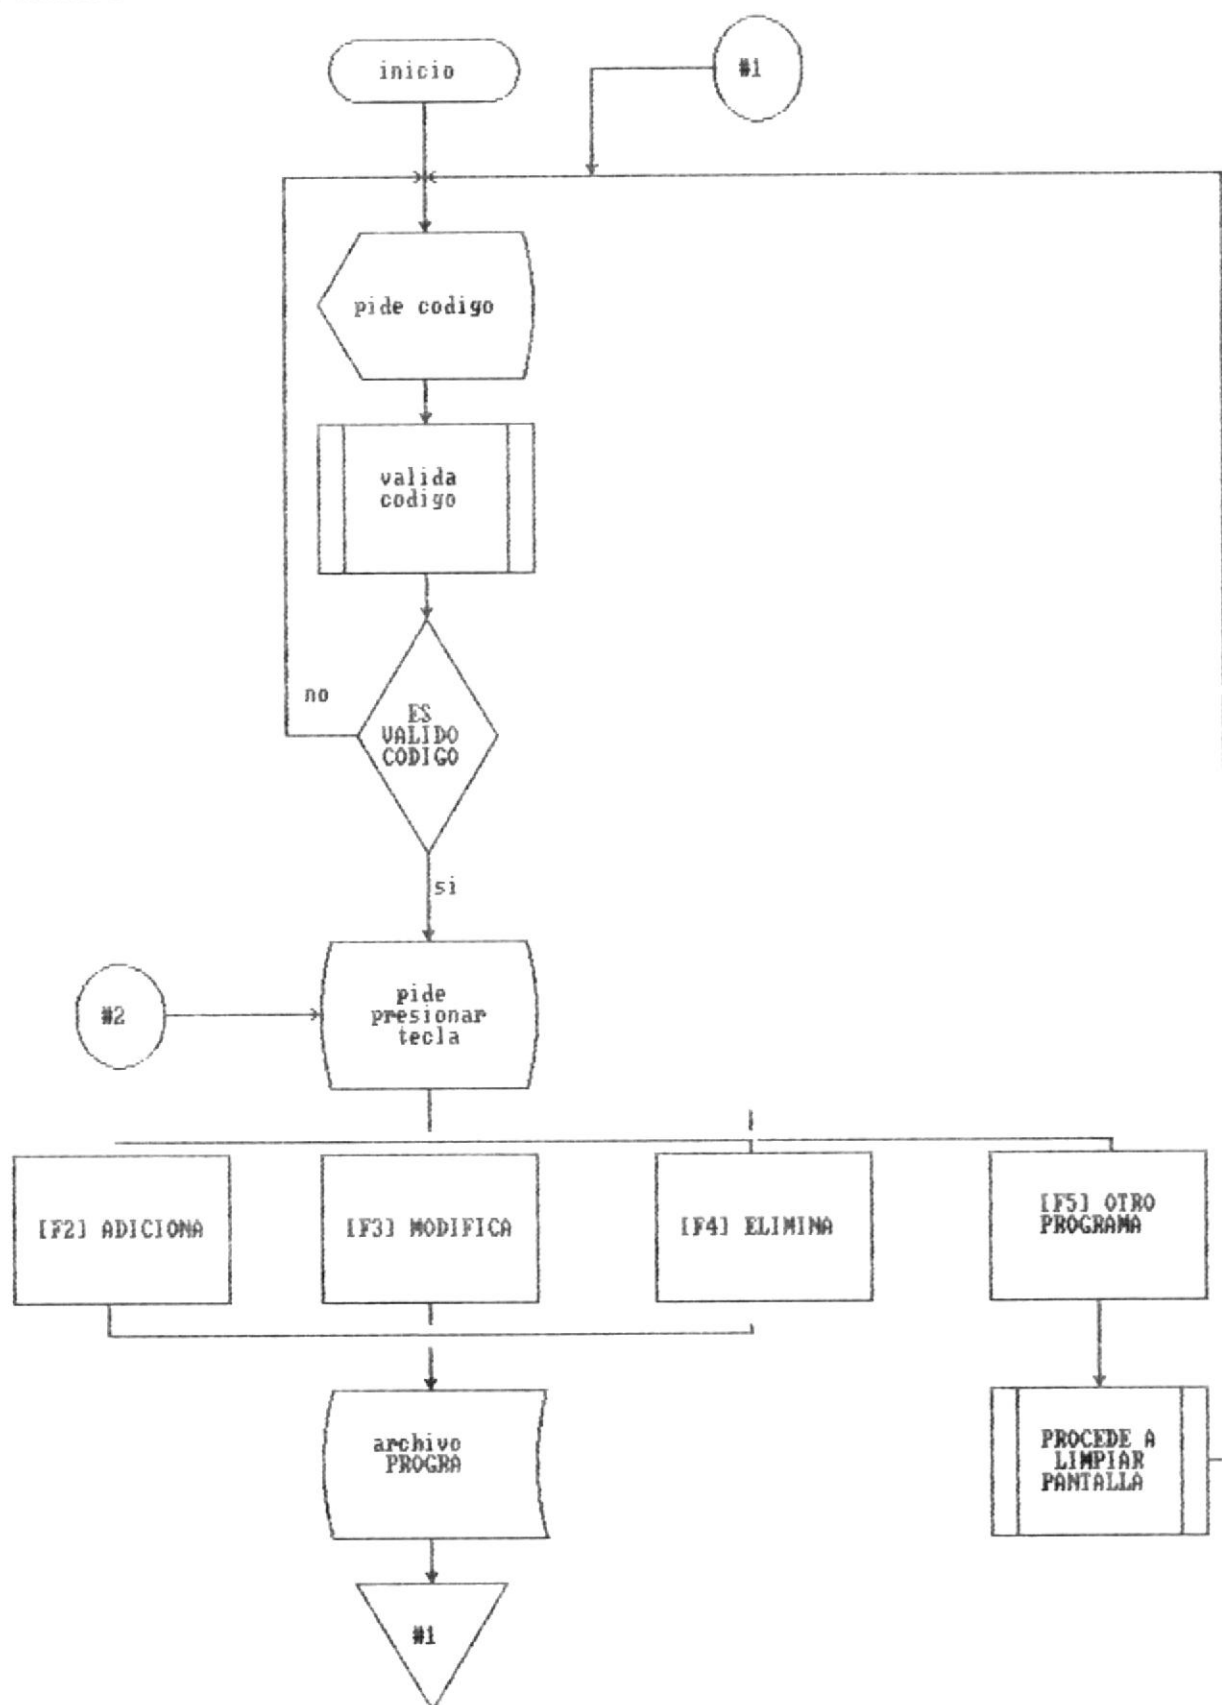 inicio
#1
pide codigo
valida
codigo
no
ES
VALIDO
CODIGO
si
#2
pide
presionar
tecla
[F2] ADICIONA
[F3] MODIFICA
[F4] ELIMINA
[F5] OTRO
PROGRAMA
archivo
PROGRA
PROCEDE A
LIMPIAR
PANTALLA
#1